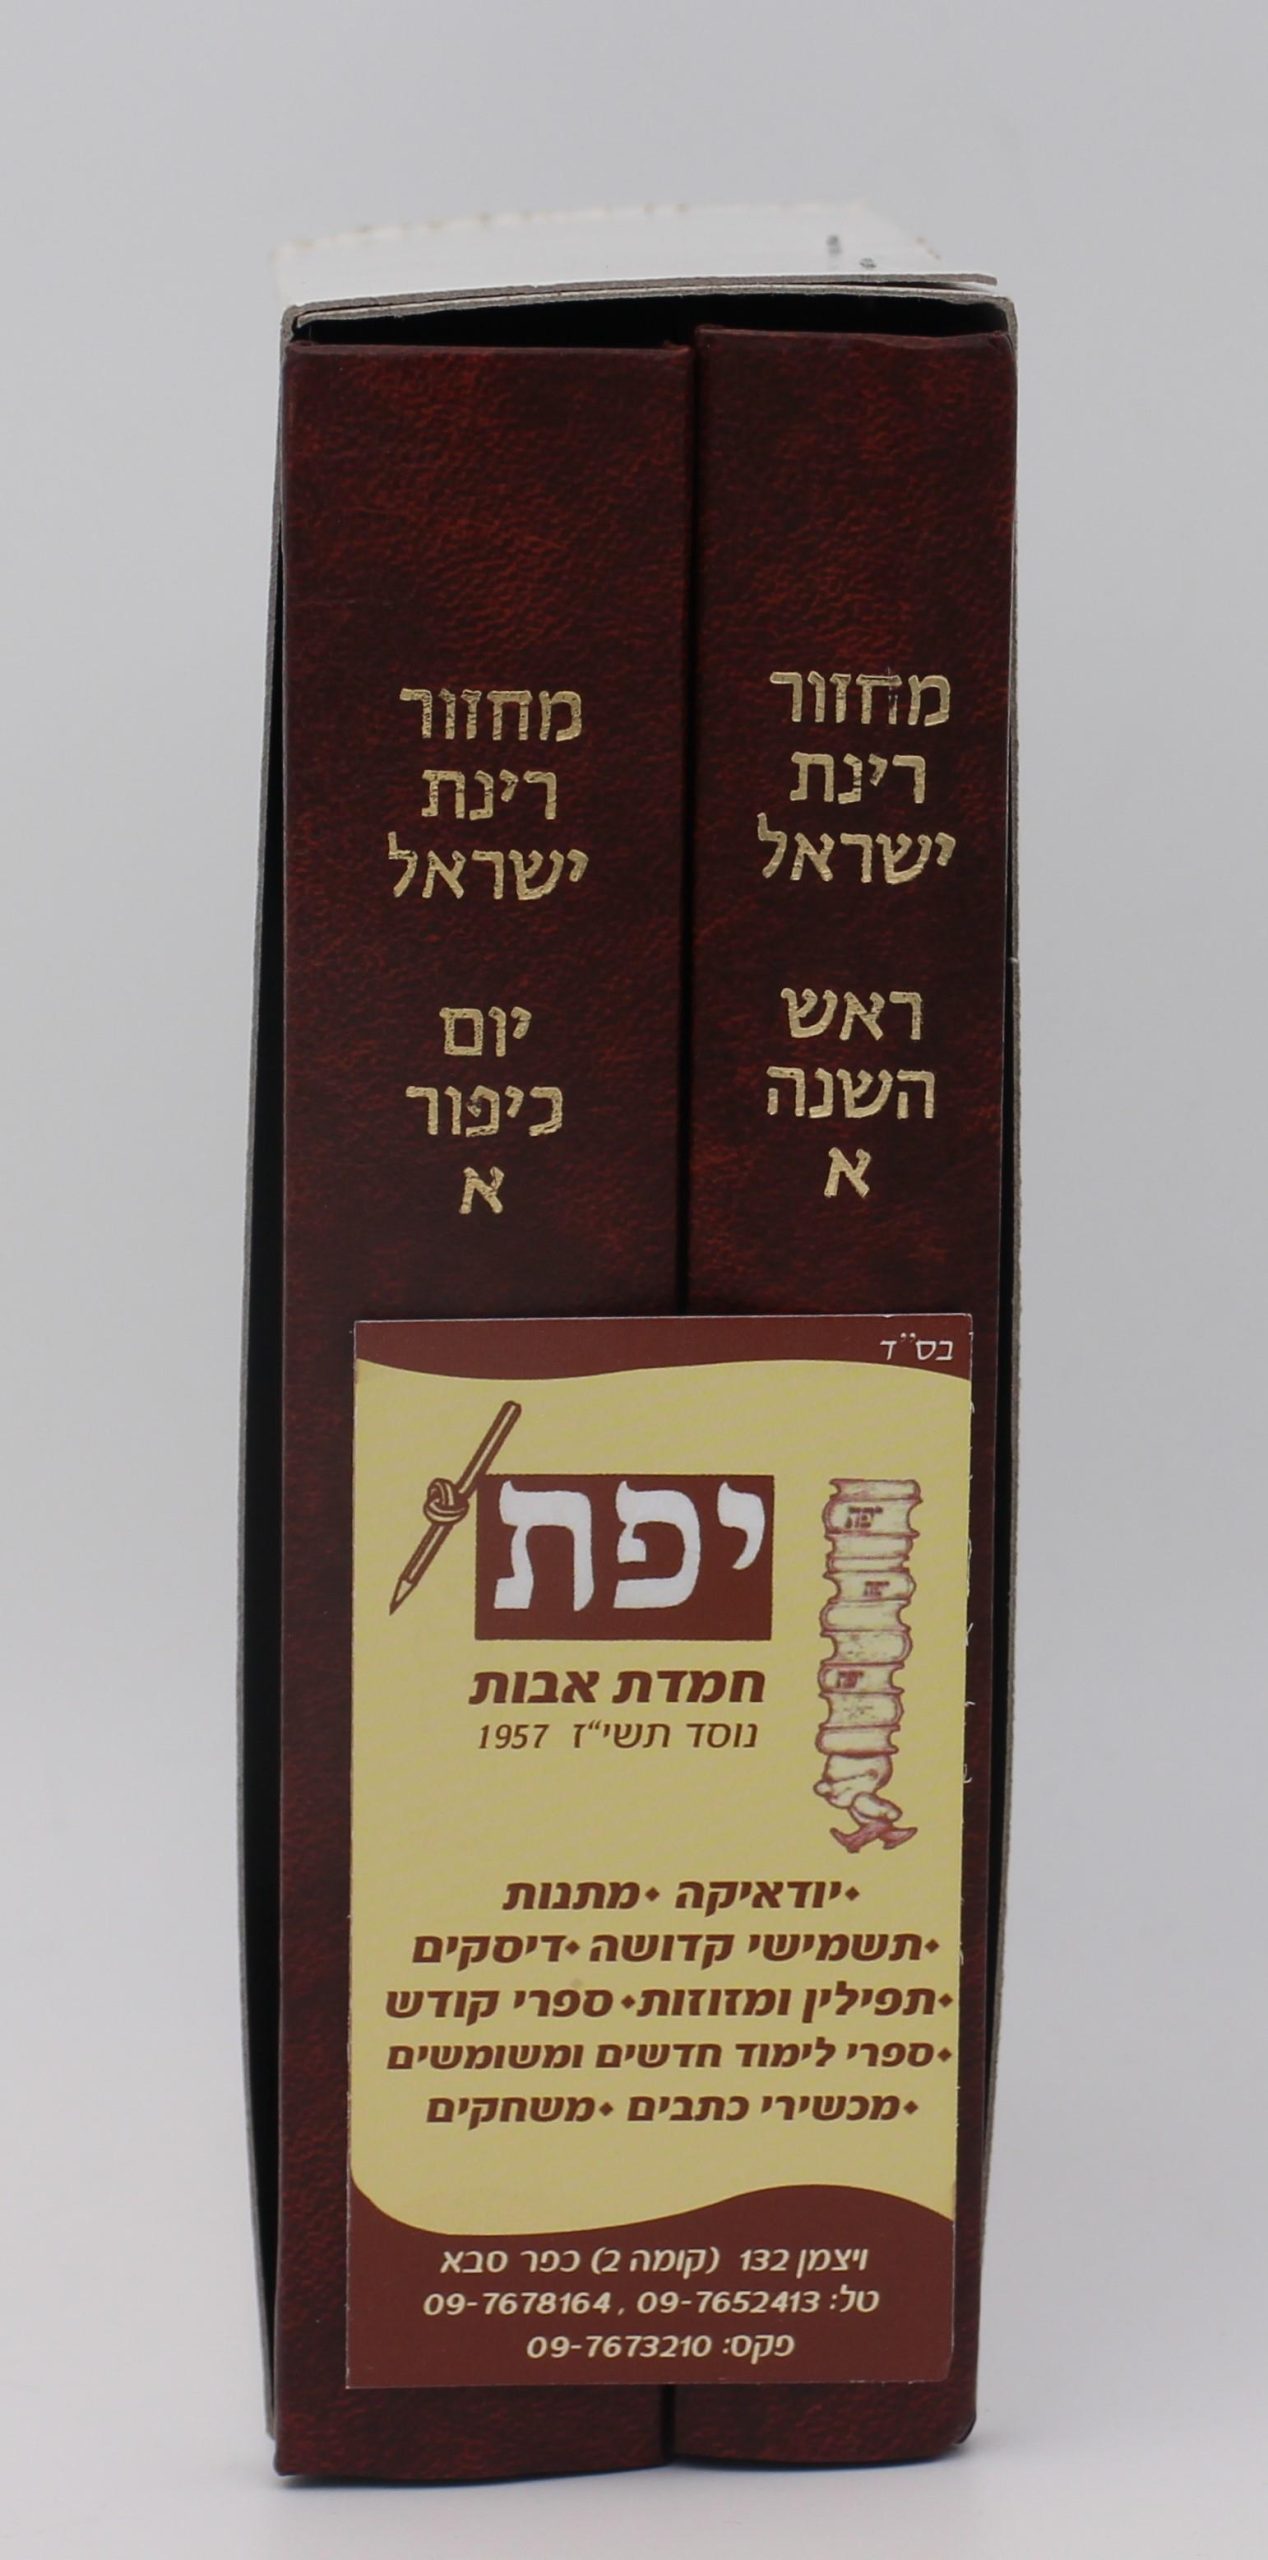 מחזור
רינת
ישראל
ראש
השנה
א
מחזור
רינת
ישראל
יום
כיפור
א
בס"ד
יפת
חמדת אבות
נוסד תשי"ז 1957
•יודאיקה •מתנות
•תשמישי קדושה •דיסקים
•תפילין ומזוזות •ספרי קודש
•ספרי לימוד חדשים ומשומשים
•מכשירי כתבים •משחקים
ויצמן 132 (קומה 2) כפר סבא
טל: 09-7652413, 09-7678164
פקס: 09-7673210